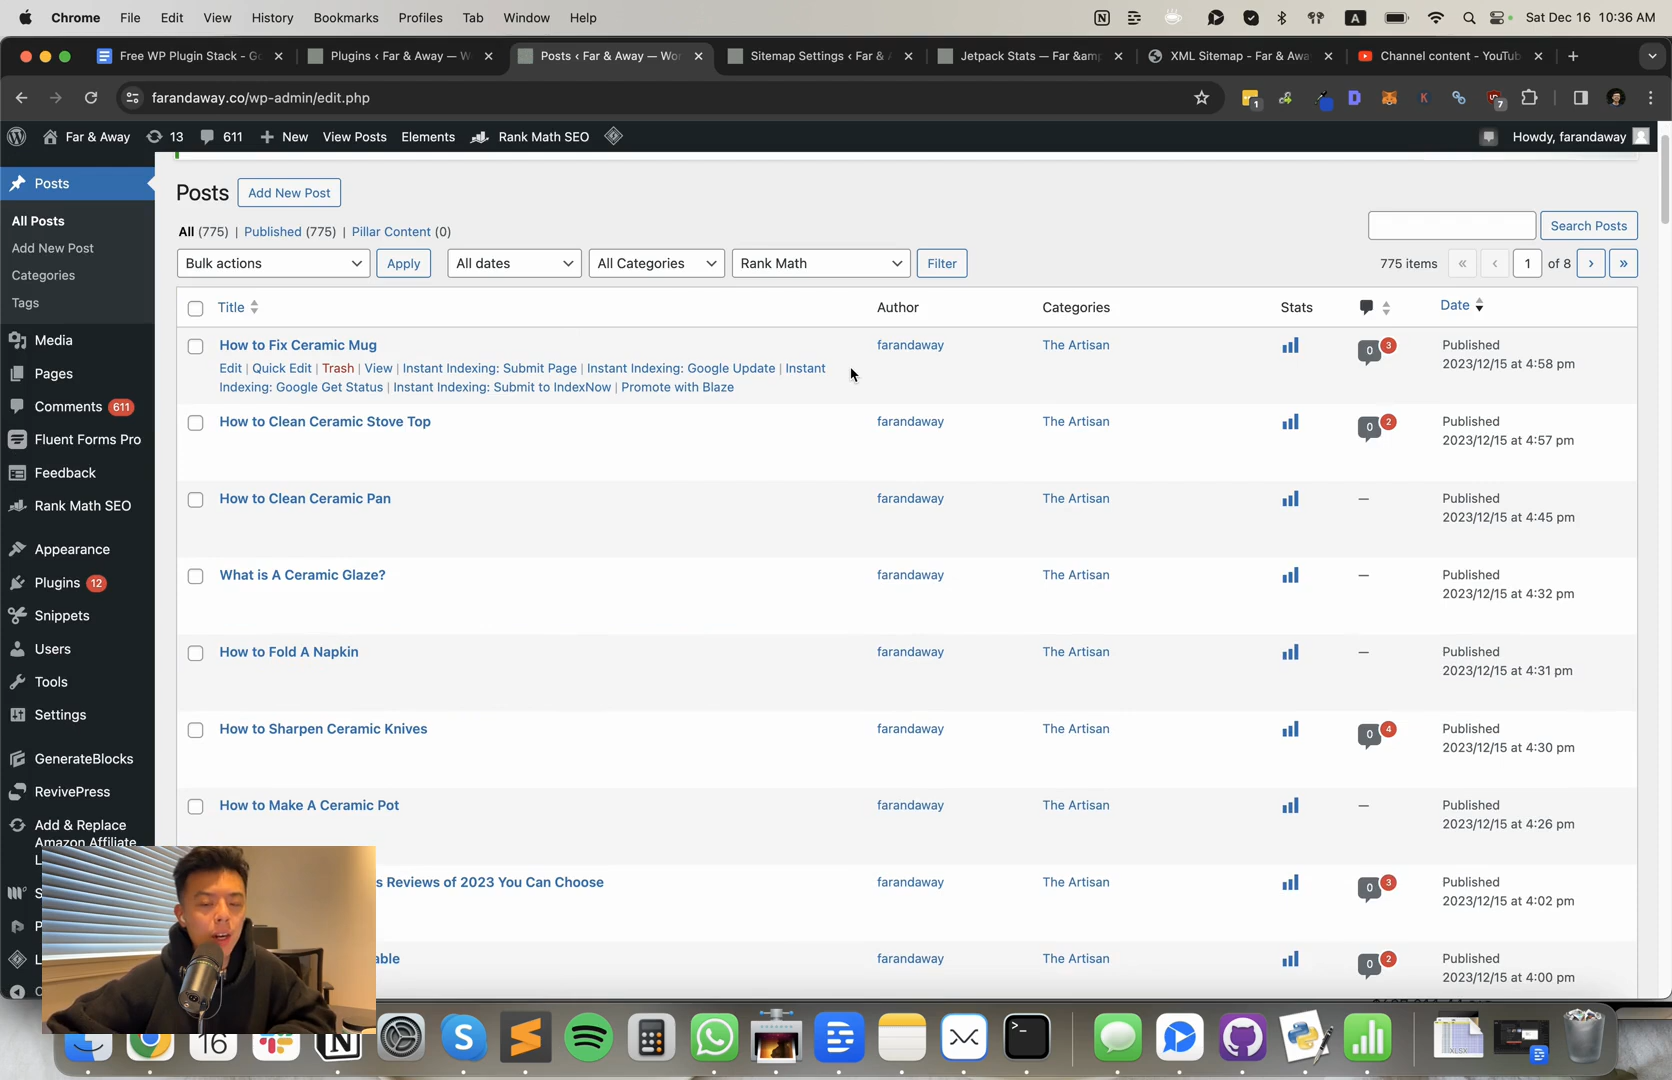 Chrome File Edit View History Bookmarks Profiles Tab Window Help A Sat Dec 16 10:36 AM
Free WP Plugin Stack - Go Plugins ‹ Far & Away — W Posts ‹ Far & Away — Wor Sitemap Settings ‹ Far & A Jetpack Stats — Far &amp XML Sitemap - Far & Awa Channel content - YouTub
farandaway.co/wp-admin/edit.php 1 D K 7
Far & Away 13 611 New View Posts Elements Rank Math SEO Howdy, farandaway
Posts
All Posts
Add New Post
Categories
Tags
Media
Pages
Comments 611
Fluent Forms Pro
Feedback
Rank Math SEO
Appearance
Plugins 12
Snippets
Users
Tools
Settings
GenerateBlocks
RevivePress
Add & Replace
Amazon Affiliate
L
S
P
L
C
Posts Add New Post
All (775) | Published (775) | Pillar Content (0)
Search Posts
Bulk actions Apply All dates All Categories Rank Math Filter 775 items « ‹ 1 of 8 › »
Title Author Categories Stats Date
How to Fix Ceramic Mug farandaway The Artisan 0 3 Published
2023/12/15 at 4:58 pm
Edit | Quick Edit | Trash | View | Instant Indexing: Submit Page | Instant Indexing: Google Update | Instant
Indexing: Google Get Status | Instant Indexing: Submit to IndexNow | Promote with Blaze
How to Clean Ceramic Stove Top farandaway The Artisan 0 2 Published
2023/12/15 at 4:57 pm
How to Clean Ceramic Pan farandaway The Artisan — Published
2023/12/15 at 4:45 pm
What is A Ceramic Glaze? farandaway The Artisan — Published
2023/12/15 at 4:32 pm
How to Fold A Napkin farandaway The Artisan — Published
2023/12/15 at 4:31 pm
How to Sharpen Ceramic Knives farandaway The Artisan 0 4 Published
2023/12/15 at 4:30 pm
How to Make A Ceramic Pot farandaway The Artisan — Published
2023/12/15 at 4:26 pm
s Reviews of 2023 You Can Choose farandaway The Artisan 0 3 Published
2023/12/15 at 4:02 pm
able farandaway The Artisan 0 2 Published
2023/12/15 at 4:00 pm
16